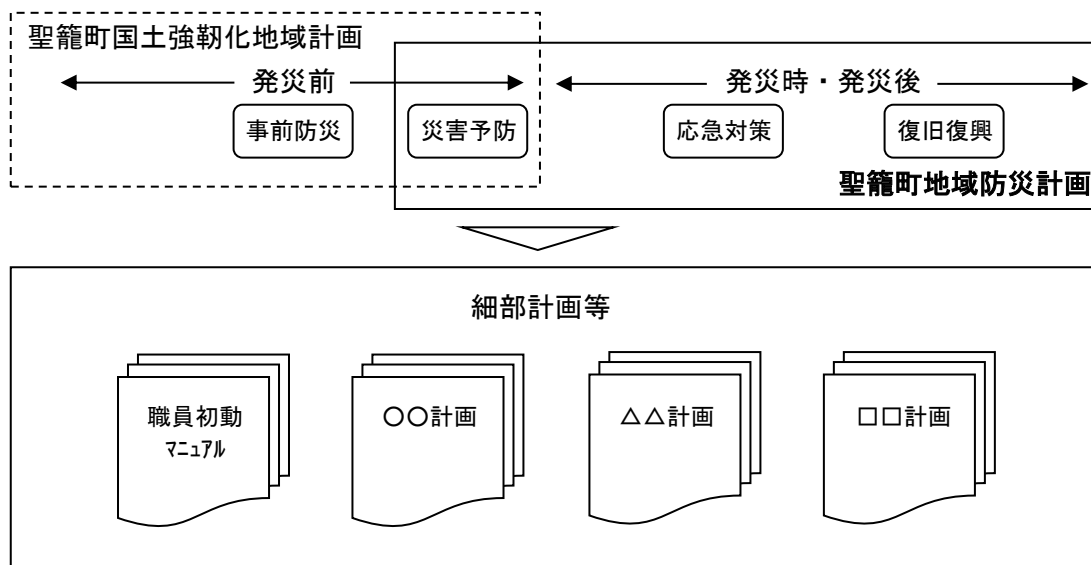 聖籠町国土強靭化地域計画
発災前
発災時・発災後
事前防災
災害予防
応急対策
復旧復興
聖籠町地域防災計画
細部計画等
職員初動
ﾏﾆｭｱﾙ
〇〇計画
△△計画
□□計画